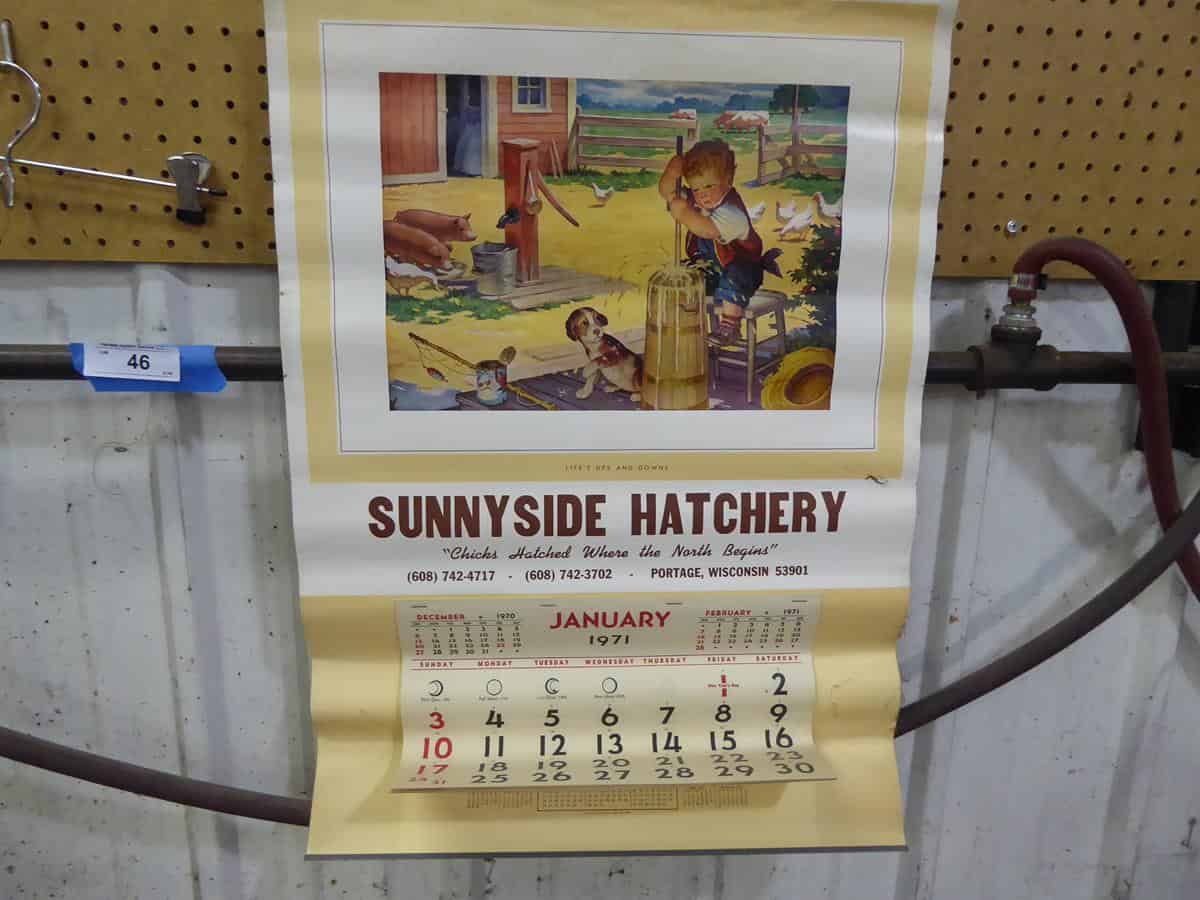 46
LIFE'S UPS AND DOWNS
SUNNYSIDE HATCHERY
"Chicks Hatched Where the North Begins"
(608) 742-4717 - (608) 742-3702 - PORTAGE, WISCONSIN 53901
DECEMBER 1970
JANUARY
1971
FEBRUARY 1971
SUNDAY MONDAY TUESDAY WEDNESDAY THURSDAY FRIDAY SATURDAY
1 2
New Year's Day
3 4 5 6 7 8 9
10 11 12 13 14 15 16
17 18 19 20 21 22 23
24 31 25 26 27 28 29 30